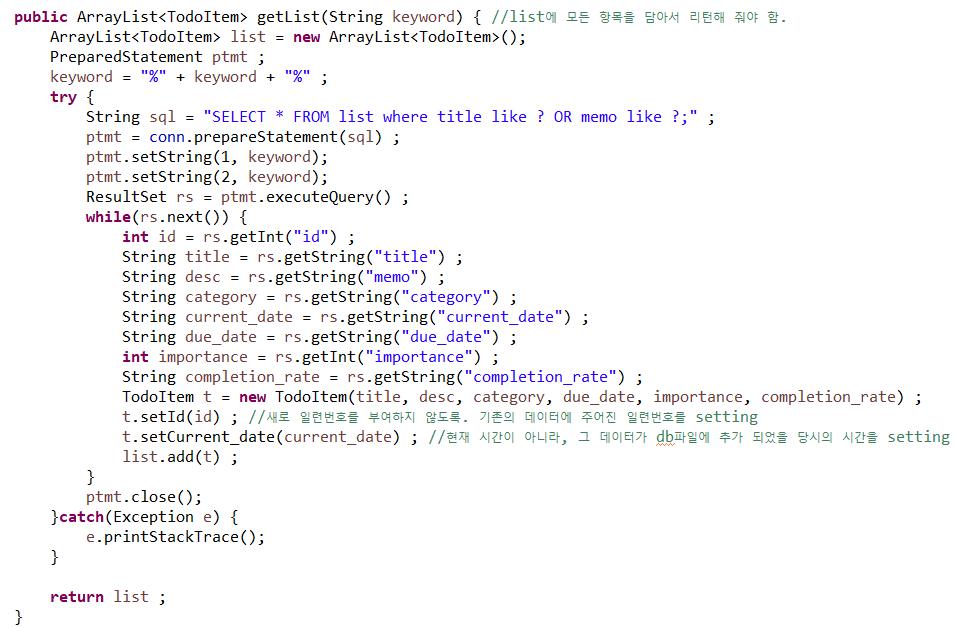 public ArrayList<TodoItem> getList(String keyword) { //list에 모든 항목을 담아서 리턴해 줘야 함.
    ArrayList<TodoItem> list = new ArrayList<TodoItem>();
    PreparedStatement ptmt ;
    keyword = "%" + keyword + "%" ;
    try {
        String sql = "SELECT * FROM list where title like ? OR memo like ?;" ;
        ptmt = conn.prepareStatement(sql) ;
        ptmt.setString(1, keyword);
        ptmt.setString(2, keyword);
        ResultSet rs = ptmt.executeQuery() ;
        while(rs.next()) {
            int id = rs.getInt("id") ;
            String title = rs.getString("title") ;
            String desc = rs.getString("memo") ;
            String category = rs.getString("category") ;
            String current_date = rs.getString("current_date") ;
            String due_date = rs.getString("due_date") ;
            int importance = rs.getInt("importance") ;
            String completion_rate = rs.getString("completion_rate") ;
            TodoItem t = new TodoItem(title, desc, category, due_date, importance, completion_rate) ;
            t.setId(id) ; //새로 일련번호를 부여하지 않도록. 기존의 데이터에 주어진 일련번호를 setting
            t.setCurrent_date(current_date) ; //현재 시간이 아니라, 그 데이터가 db파일에 추가 되었을 당시의 시간을 setting
            list.add(t) ;
        }
        ptmt.close();
    }catch(Exception e) {
        e.printStackTrace();
    }

    return list ;
}